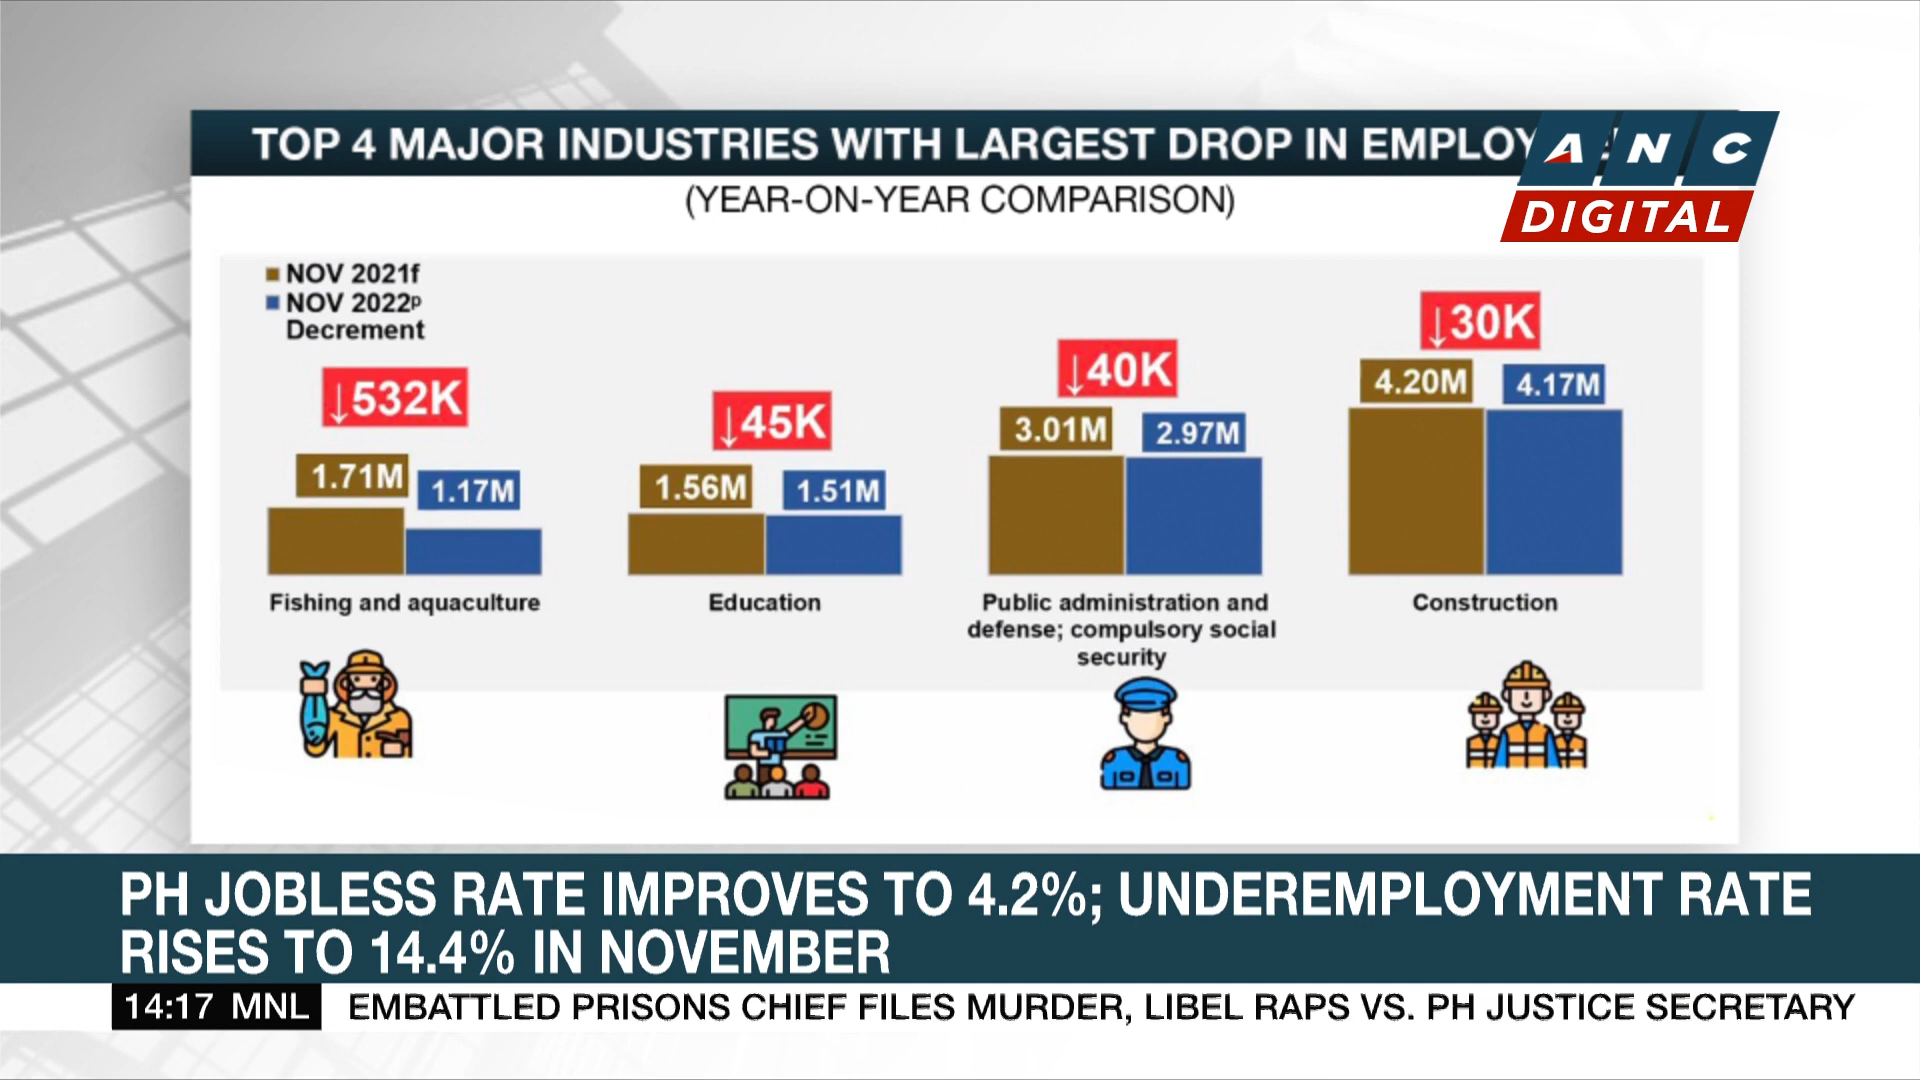 TOP 4 MAJOR INDUSTRIES WITH LARGEST DROP IN
(YEAR-ON-YEAR COMPARISON)
ANC
DIGITAL
NOV 2021f
NOV 2022p
Decrement
↓532K
↓45K
↓40K
↓30K
1.71M
1.17M
1.56M
1.51M
3.01M
2.97M
4.20M
4.17M
Fishing and aquaculture
Education
Public administration and
defense; compulsory social
security
Construction
PH JOBLESS RATE IMPROVES TO 4.2%; UNDEREMPLOYMENT RATE
RISES TO 14.4% IN NOVEMBER
14:17 MNL
EMBATTLED PRISONS CHIEF FILES MURDER, LIBEL RAPS VS. PH JUSTICE SECRETARY